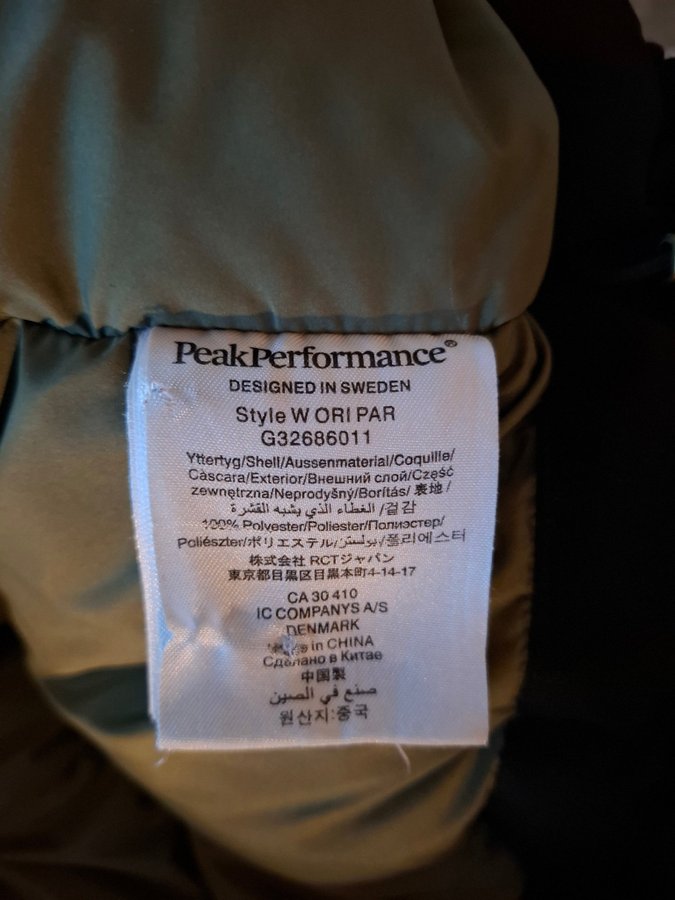 PeakPerformance®
DESIGNED IN SWEDEN
Style W ORI PAR
G32686011
Yttertyg/Shell/Aussenmaterial/Coquille/
Càscara/Exterior/Внешний слой/Część
zewnętrzna/Neprodyšný/Borítás/ 表地 /
الغطاء الذي يشبه القشرة /겉감
100% Polyester/Poliester/Полиэстер/
Poliészter/ポリエステル/بوليستر/폴리에스터
株式会社 RCTジャパン
東京都目黒区目黒本町4-14-17
CA 30 410
IC COMPANYS A/S
DENMARK
Made in CHINA
Сделано в Китае
中国製
صنع في الصين
원산지:중국